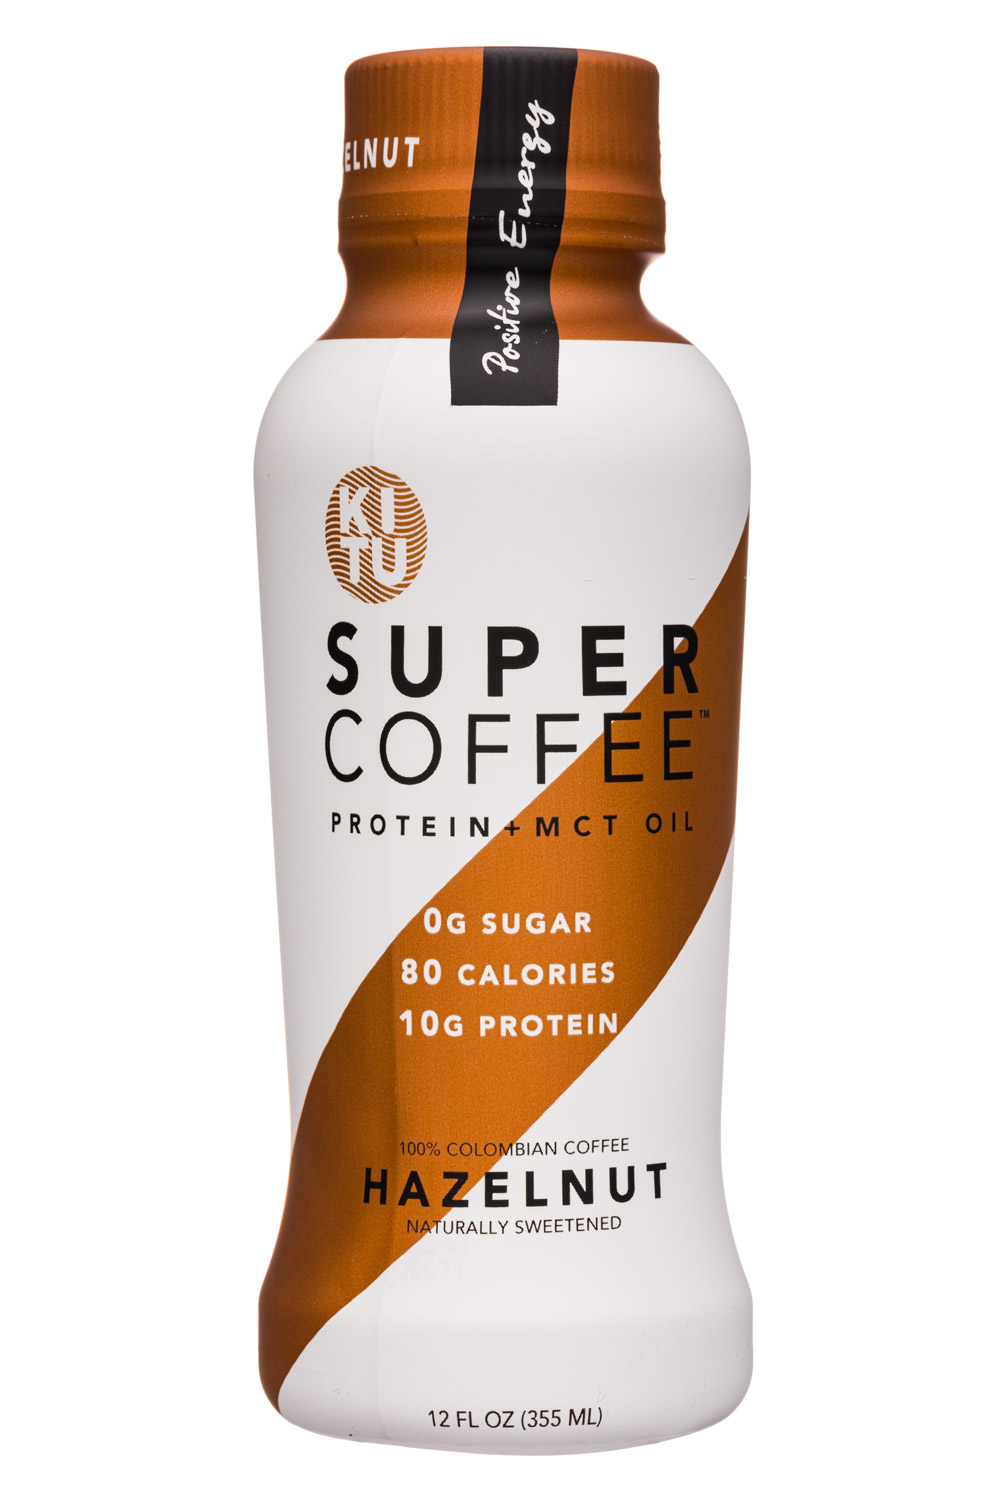 ELNUT
Positive Energy
KI
TU
SUPER
COFFEE™
PROTEIN + MCT OIL
0G SUGAR
80 CALORIES
10G PROTEIN
100% COLOMBIAN COFFEE
HAZELNUT
NATURALLY SWEETENED
12 FL OZ (355 ML)